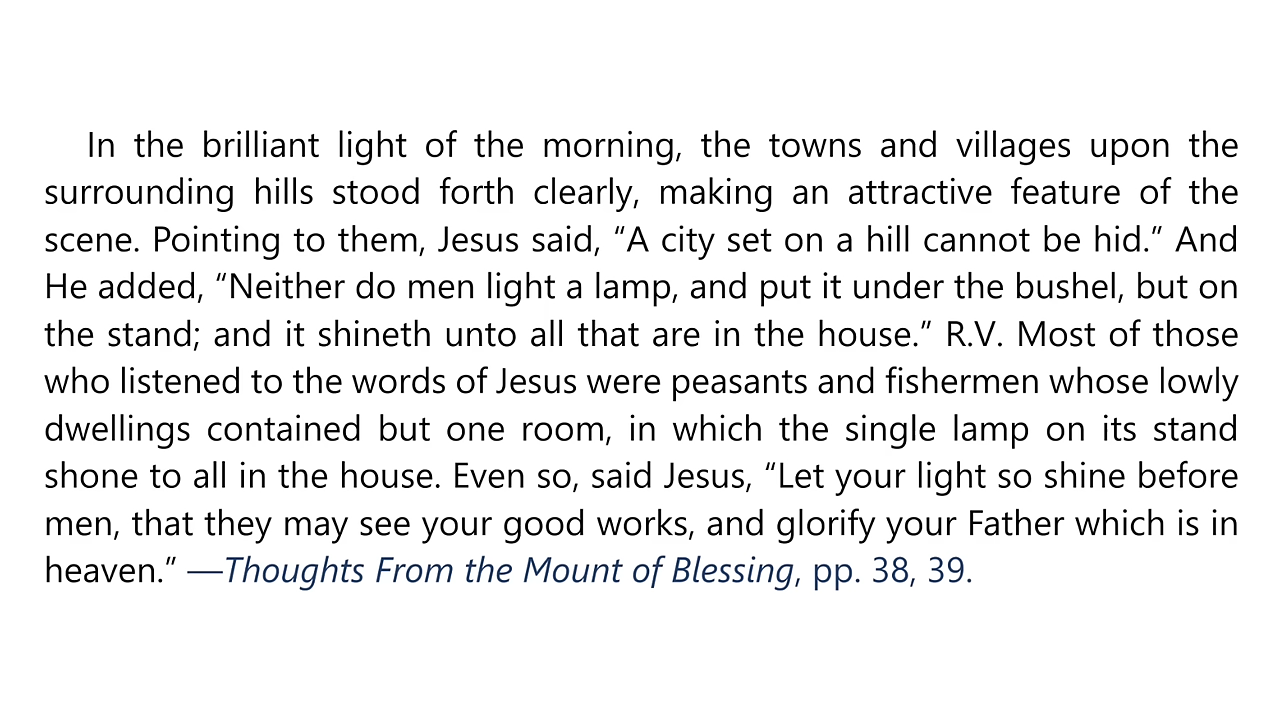 In the brilliant light of the morning, the towns and villages upon the
surrounding hills stood forth clearly, making an attractive feature of the
scene. Pointing to them, Jesus said, “A city set on a hill cannot be hid.” And
He added, “Neither do men light a lamp, and put it under the bushel, but on
the stand; and it shineth unto all that are in the house.” R.V. Most of those
who listened to the words of Jesus were peasants and fishermen whose lowly
dwellings contained but one room, in which the single lamp on its stand
shone to all in the house. Even so, said Jesus, “Let your light so shine before
men, that they may see your good works, and glorify your Father which is in
heaven.” —Thoughts From the Mount of Blessing, pp. 38, 39.